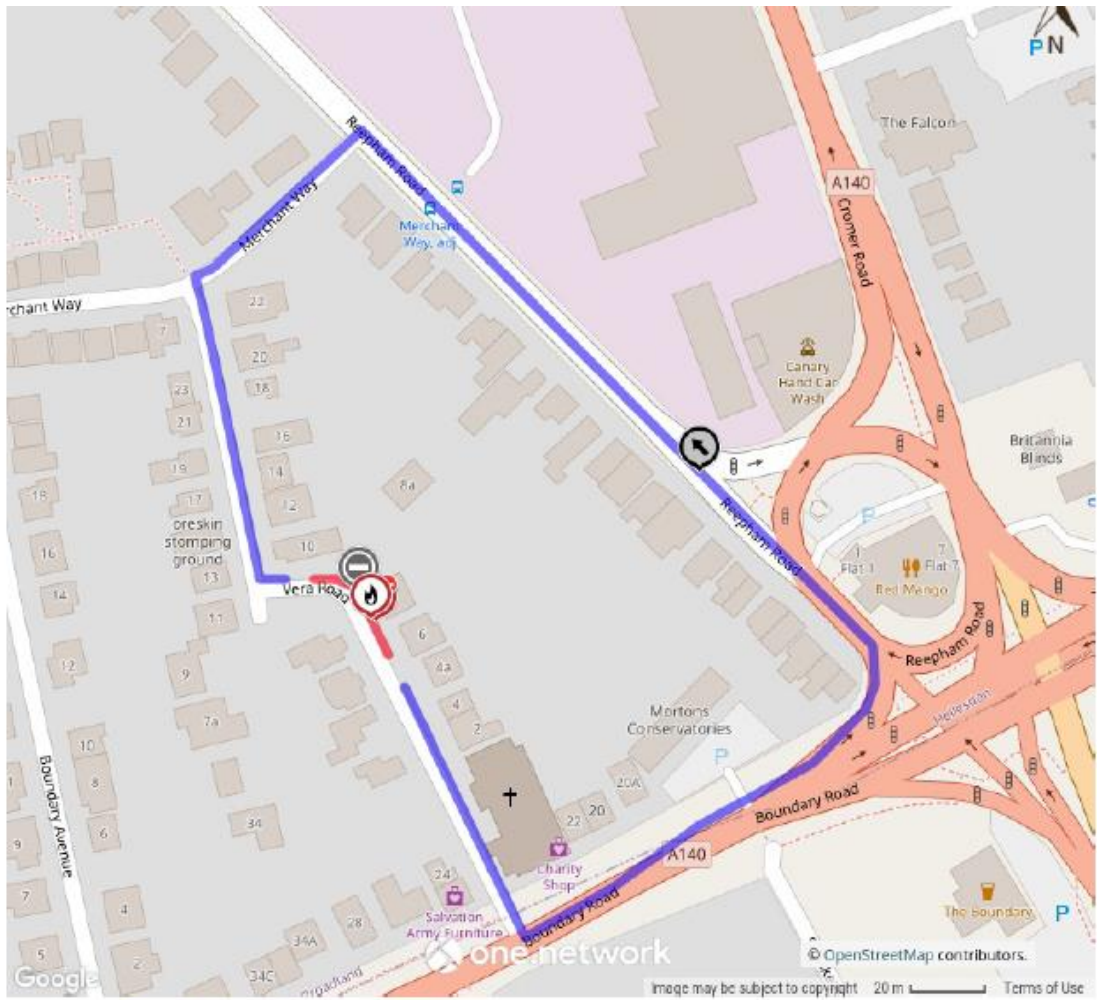 P N
The Falcon
A140
Cromer Road
Reepham Road
Merchant
Way, adj
Merchant Way
rchant Way
22
7
20
23
18
21
16
19
14
18
17
12
8a
Canary
Hand Car
Wash
Britannia
Blinds
oreskin
stomping
ground
16
10
13
14
Vera Road
11
6
4a
12
9
4
2
7a
Reepham Road
P
1
Flat 1
7
Flat 7
Red Mango
Reepham Road
Hellesdon
Mortons
Conservatories
P
10
8
6
Boundary Avenue
9
34
20A
20
22
Boundary Road
A140
Charity
Shop
7
4
24
Salvation
Army Furniture
28
34A
34C
5
2
Boundary Road
The Boundary
P
Broadland
one.network
Google
© OpenStreetMap contributors.
Image may be subject to copyright 20 m Terms of Use